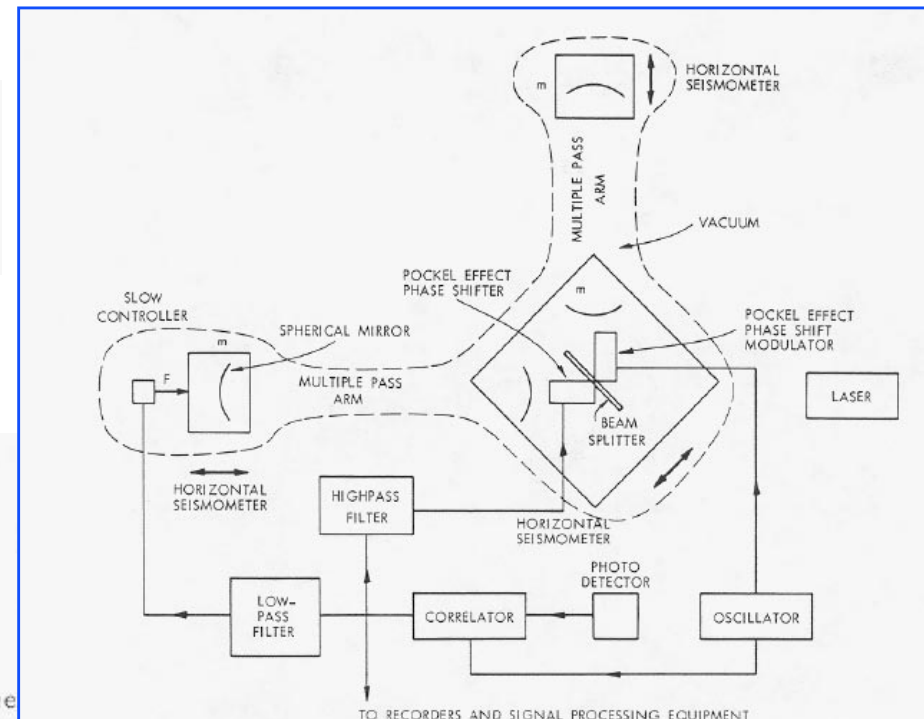 m
HORIZONTAL
SEISMOMETER
MULTIPLE PASS
ARM
VACUUM
POCKEL EFFECT
PHASE SHIFTER
m
POCKEL EFFECT
PHASE SHIFT
MODULATOR
SLOW
CONTROLLER
SPHERICAL MIRROR
m
F
MULTIPLE PASS
ARM
LASER
BEAM
SPLITTER
HORIZONTAL
SEISMOMETER
HIGHPASS
FILTER
HORIZONTAL
SEISMOMETER
PHOTO
DETECTOR
LOW-
PASS
FILTER
CORRELATOR
OSCILLATOR
e
TO RECORDERS AND SIGNAL PROCESSING EQUIPMENT